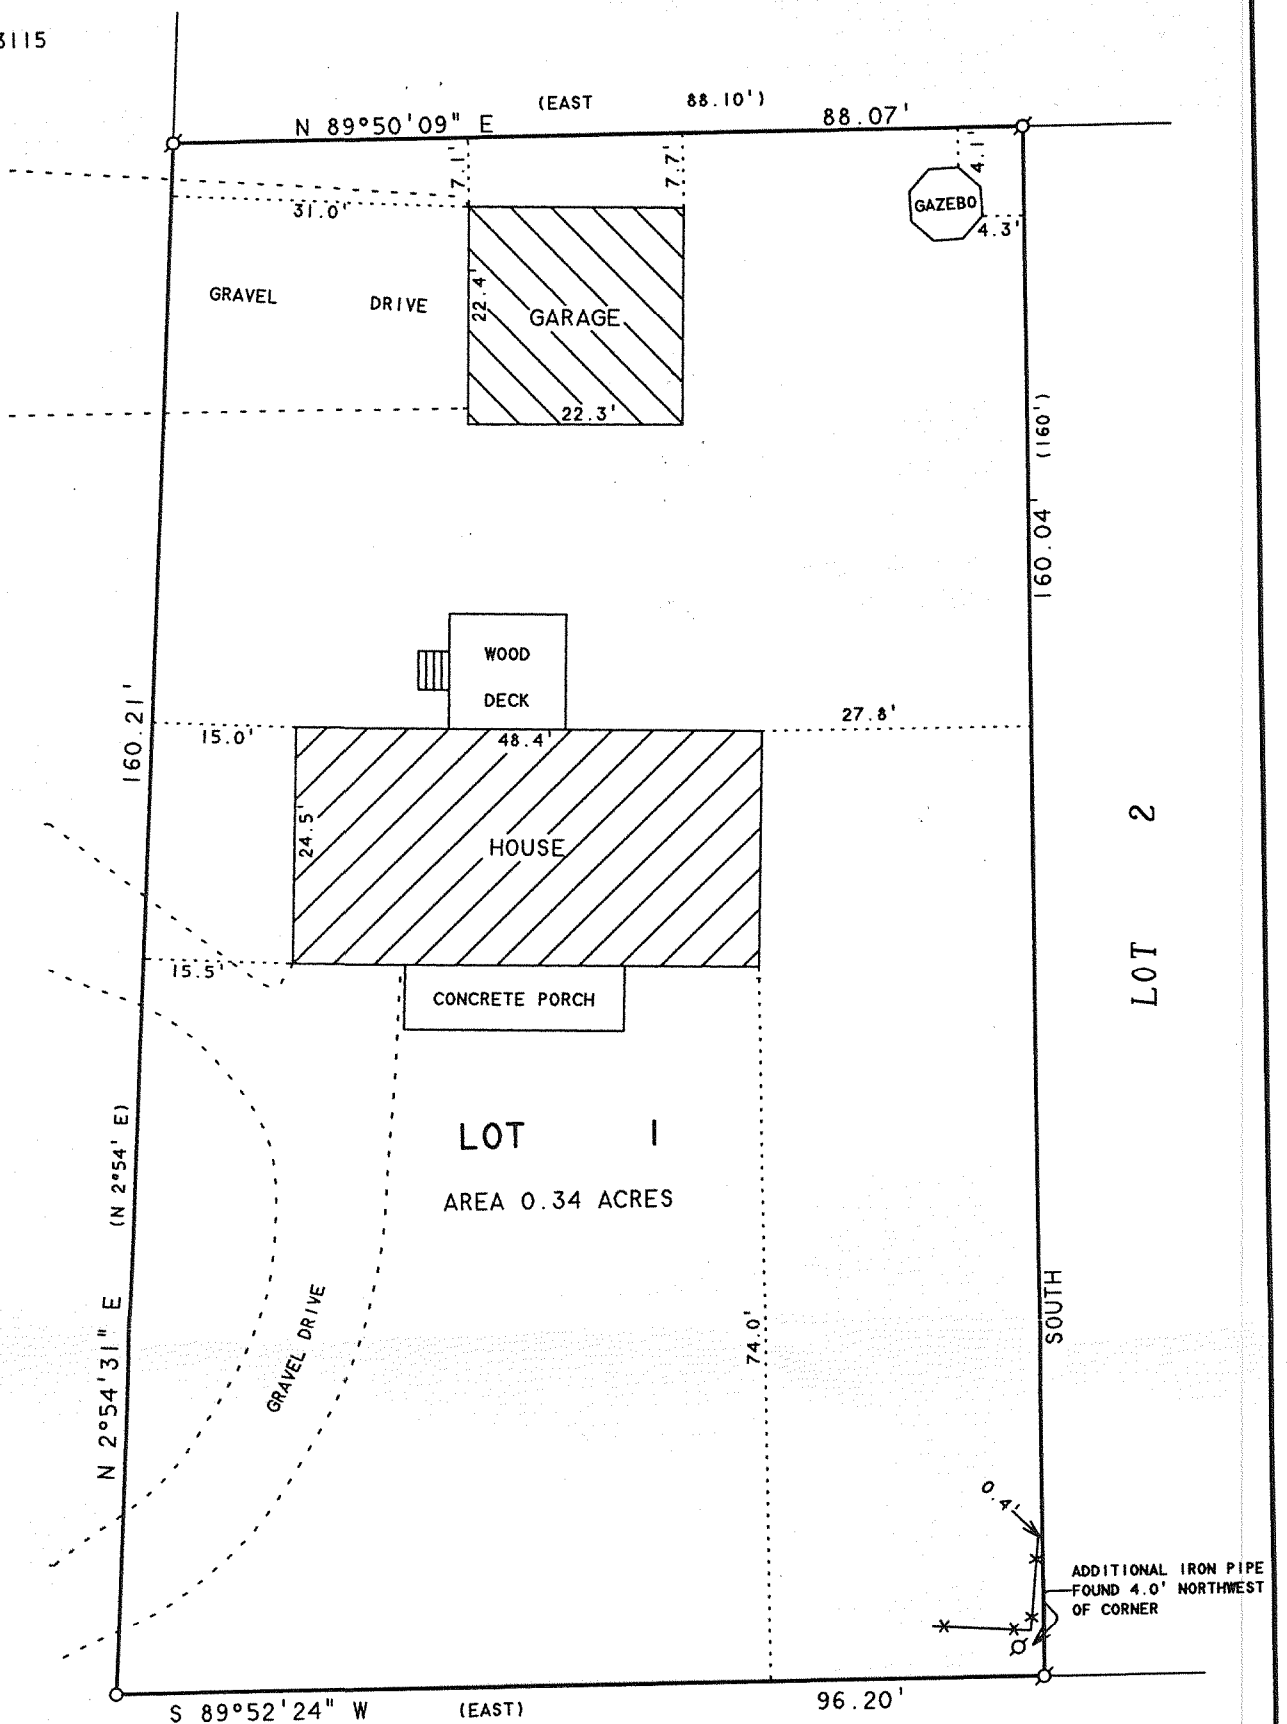 3115
(EAST 88.10')
N 89°50'09" E 88.07'
7.1'
7.7'
4.1'
GAZEBO
4.3'
31.0'
GRAVEL DRIVE
22.4'
GARAGE
22.3'
(160')
160.04'
WOOD
DECK
160.21'
15.0'
48.4'
27.8'
24.5'
HOUSE
LOT 2
15.5'
CONCRETE PORCH
(N 2°54' E)
LOT 1
AREA 0.34 ACRES
N 2°54'31" E
GRAVEL DRIVE
74.0'
SOUTH
0.4'
ADDITIONAL IRON PIPE
FOUND 4.0' NORTHWEST
OF CORNER
S 89°52'24" W (EAST) 96.20'